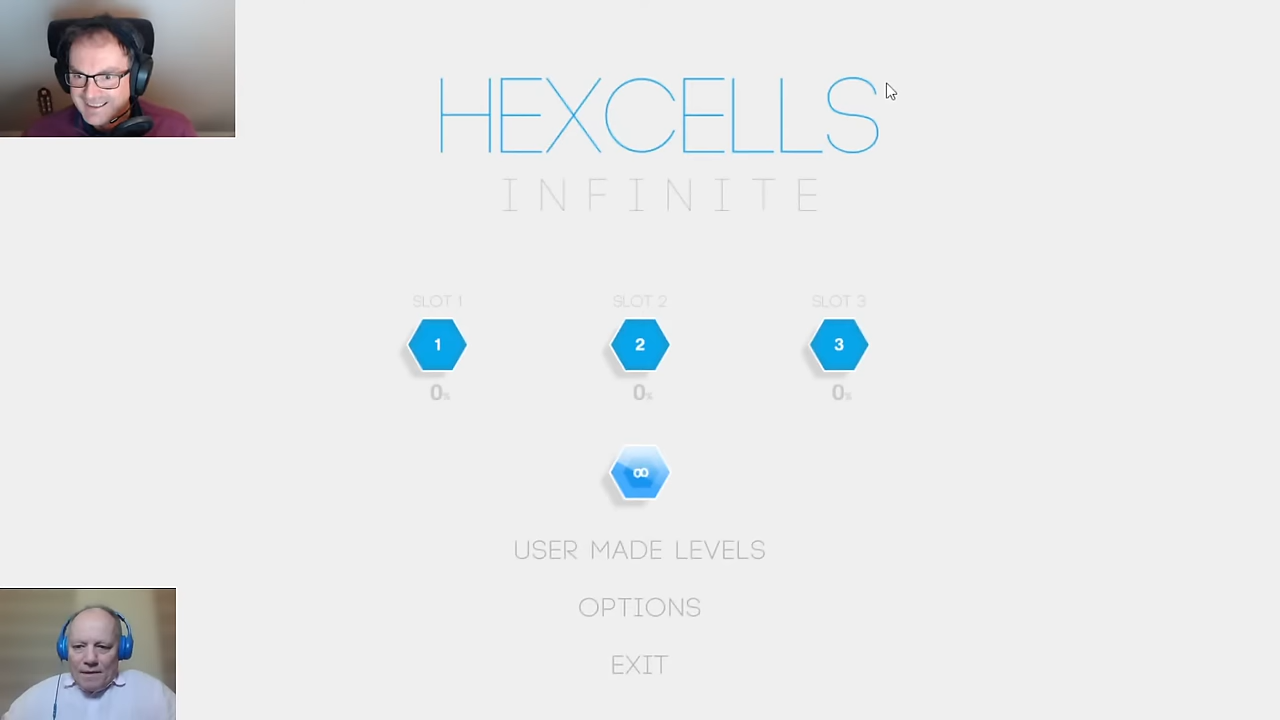 HEXCELLS
INFINITE
SLOT 1 SLOT 2 SLOT 3
1 2 3
0% 0% 0%
∞
USER MADE LEVELS
OPTIONS
EXIT